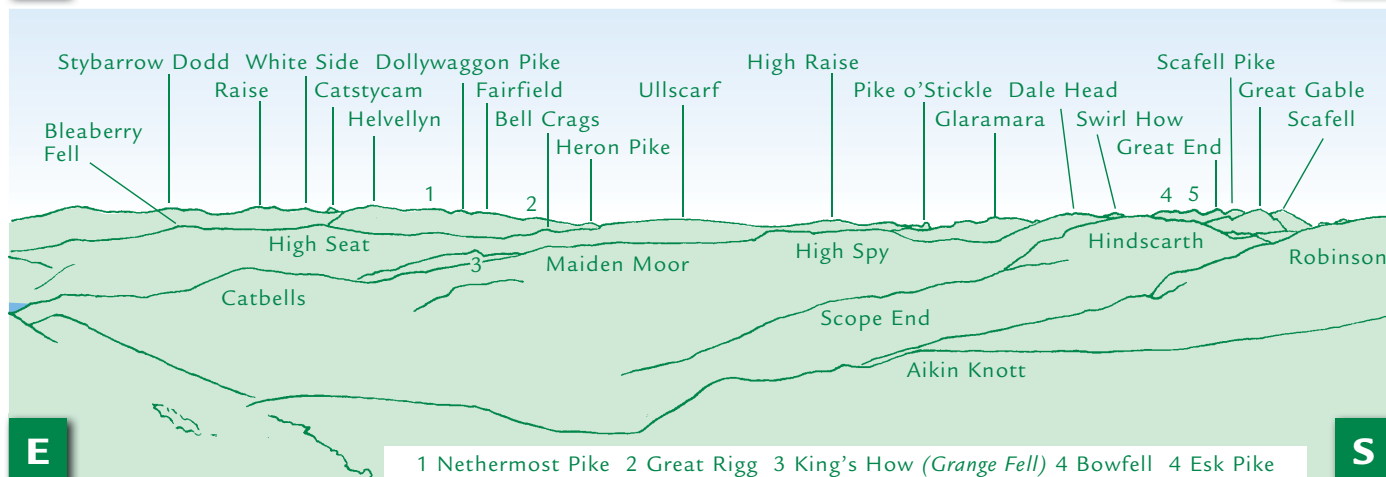 Stybarrow Dodd White Side Dollywaggon Pike High Raise Scafell Pike
Raise Catstycam Fairfield Ullscarf Pike o'Stickle Dale Head Great Gable
Helvellyn Bell Crags Glaramara Swirl How Scafell
Bleaberry
Fell
Heron Pike Great End
1 2 4 5
High Seat Hindscarth
High Spy
Robinson
3 Maiden Moor
Catbells
Scope End
Aikin Knott
E S
1 Nethermost Pike 2 Great Rigg 3 King's How (Grange Fell) 4 Bowfell 4 Esk Pike